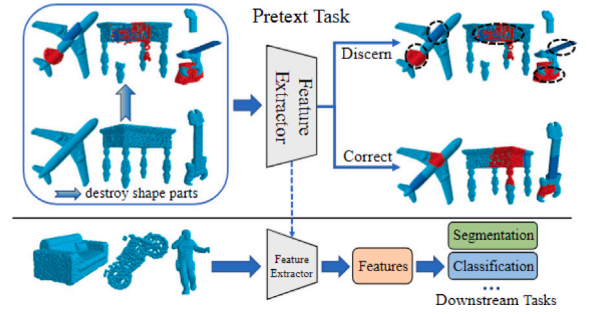 Pretext Task
Discern
Feature
Extractor
Correct
destroy shape parts
Feature
Extractor
Features
Segmentation
Classification
...
Downstream Tasks